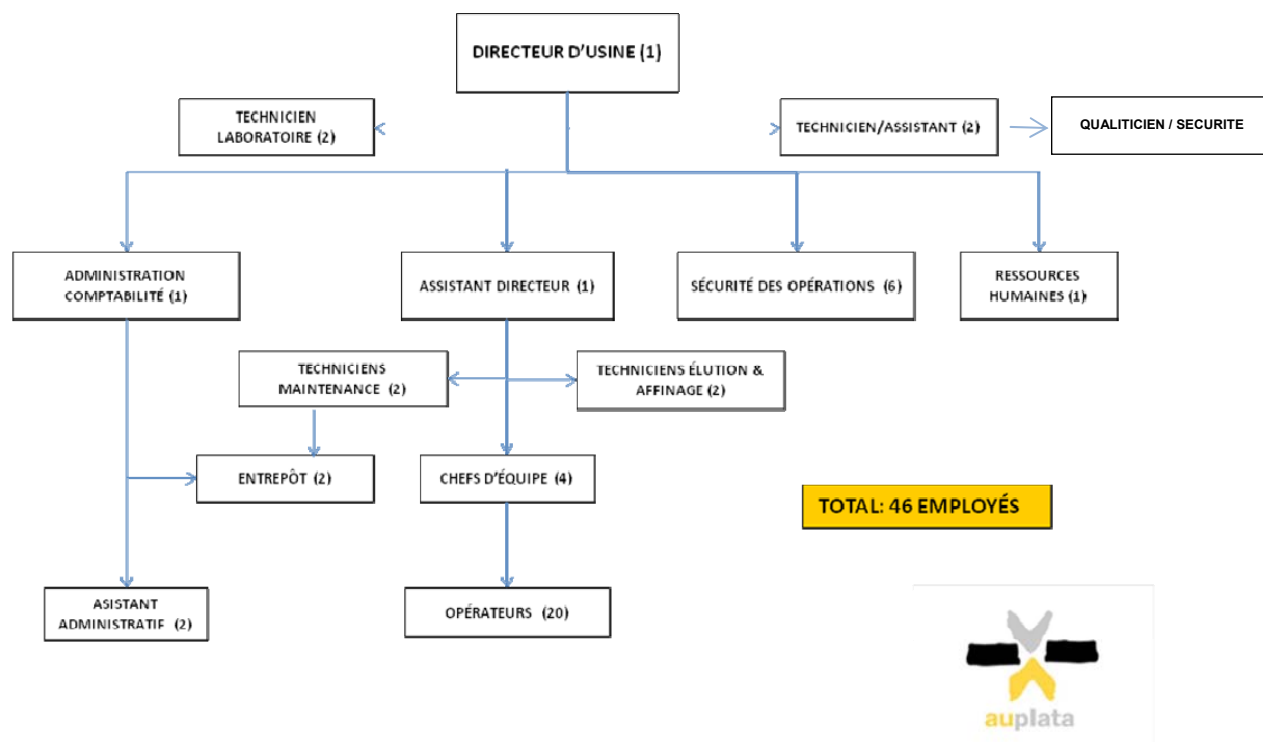 DIRECTEUR D'USINE (1)
TECHNICIEN
LABORATOIRE (2)
TECHNICIEN/ASSISTANT (2)
QUALITICIEN / SECURITE
ADMINISTRATION
COMPTABILITÉ (1)
ASSISTANT DIRECTEUR (1)
SÉCURITÉ DES OPÉRATIONS (6)
RESSOURCES
HUMAINES (1)
TECHNICIENS
MAINTENANCE (2)
TECHNICIENS ÉLUTION &
AFFINAGE (2)
ENTREPÔT (2)
CHEFS D'ÉQUIPE (4)
TOTAL: 46 EMPLOYÉS
ASISTANT
ADMINISTRATIF (2)
OPÉRATEURS (20)
auplata